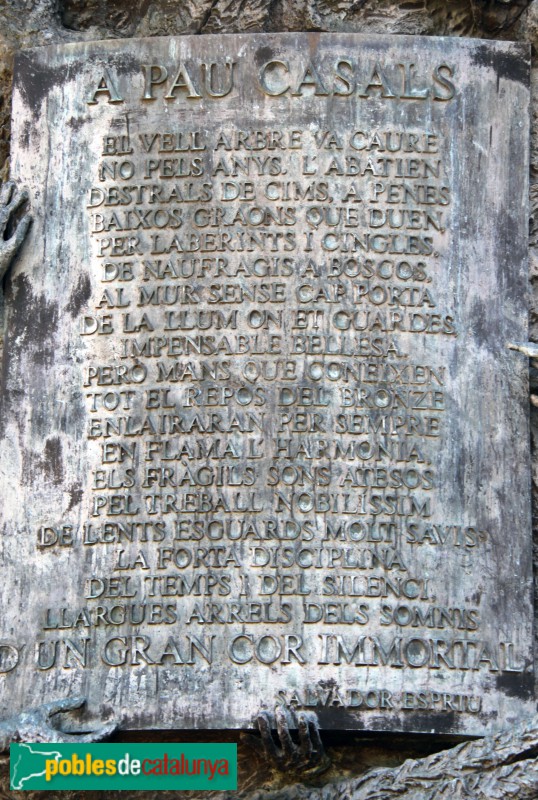 A PAU CASALS
EL VELL ARBRE VA CAURE
NO PELS ANYS. L'ABATIEN
DESTRALS DE CIMS, A PENES
BAIXOS GRAONS QUE DUEN,
PER LABERINTS I CINGLES,
DE NAUFRAGIS A BOSCOS,
AL MUR SENSE CAP PORTA
DE LA LLUM ON ET GUARDES,
IMPENSABLE BELLESA.
PERÒ MANS QUE CONEIXEN
TOT EL REPÒS DEL BRONZE
ENLAIRARAN PER SEMPRE
EN FLAMA L'HARMONIA,
ELS FRÀGILS SONS ATESOS
PEL TREBALL NOBILÍSSIM
DE LENTS ESGUARDS MOLT SAVIS:
LA FORTA DISCIPLINA
DEL TEMPS I DEL SILENCI,
LLARGUES ARRELS DELS SOMNIS
D'UN GRAN COR IMMORTAL
SALVADOR ESPRIU
poblesdecatalunya